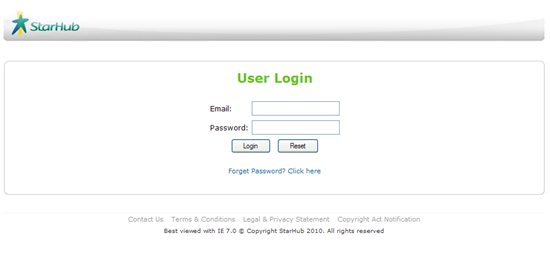 StarHub
User Login
Email:
Password:
Login Reset
Forget Password? Click here
Contact Us Terms & Conditions Legal & Privacy Statement Copyright Act Notification
Best viewed with IE 7.0 © Copyright StarHub 2010. All rights reserved